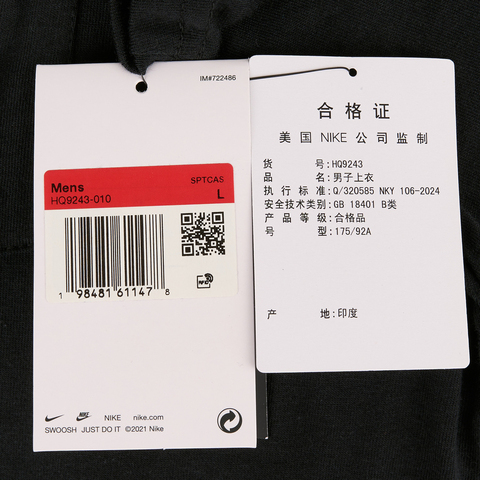 IM#722486
Mens
HQ9243-010
SPTCAS
L
1 98481 61147 8
RFID
NIKE
nike.com
SWOOSH
JUST DO IT
©2021 Nike
合格证
美国 NIKE 公司监制
货号:HQ9243
品名:男子上衣
执行标准:Q/320585 NKY 106-2024
安全技术类别:GB 18401 B类
产品等级:合格品
号型:175/92A
产地:印度